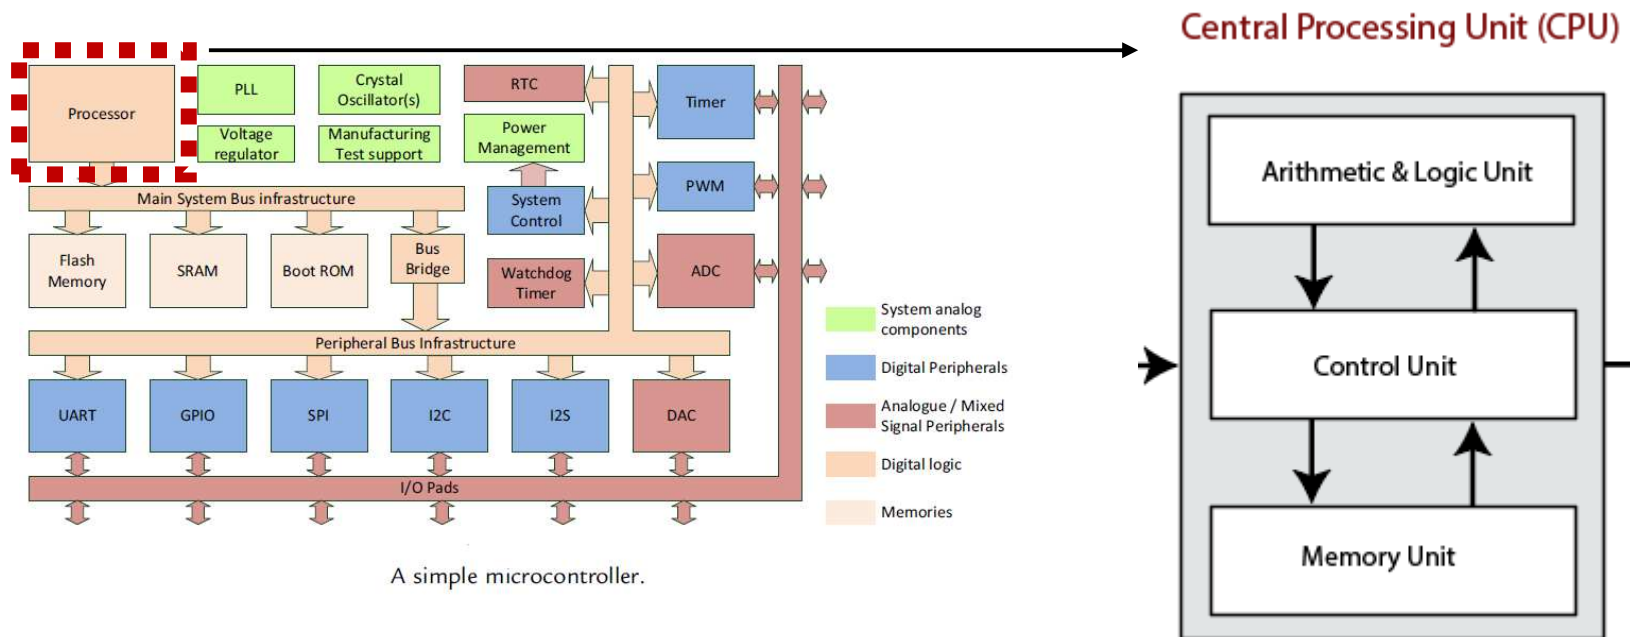 Central Processing Unit (CPU)
Processor
PLL
Crystal
Oscillator(s)
Voltage
regulator
Manufacturing
Test support
RTC
Power
Management
Timer
Main System Bus infrastructure
System
Control
PWM
Flash
Memory
SRAM
Boot ROM
Bus
Bridge
Watchdog
Timer
ADC
Peripheral Bus Infrastructure
UART
GPIO
SPI
I2C
I2S
DAC
I/O Pads
System analog
components
Digital Peripherals
Analogue / Mixed
Signal Peripherals
Digital logic
Memories
A simple microcontroller.
Arithmetic & Logic Unit
Control Unit
Memory Unit